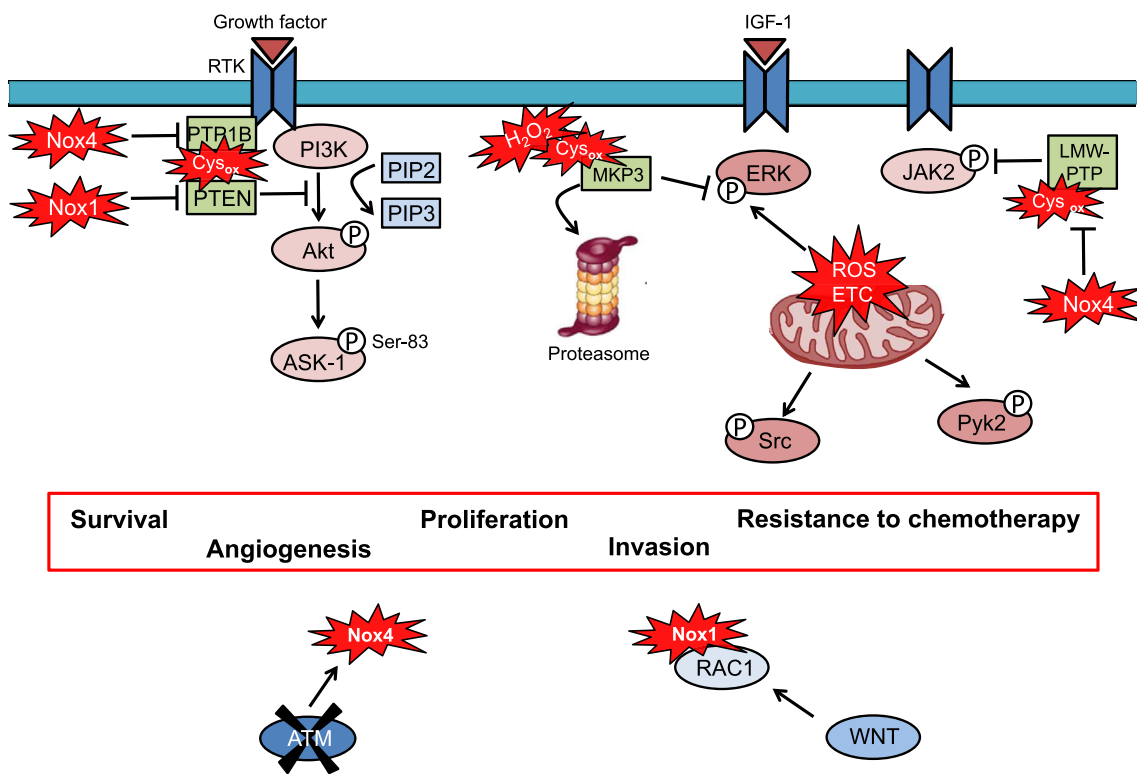 Growth factor
RTK
IGF-1
Nox4
PTP1B
Cysox
Nox1
PTEN
PI3K
PIP2
PIP3
Akt
P
ASK-1
P
Ser-83
H2O2
Cysox
MKP3
Proteasome
ERK
P
ROS
ETC
Src
P
Pyk2
P
JAK2
P
LMW-
PTP
Cys ox
Nox4
Survival
Angiogenesis
Proliferation
Invasion
Resistance to chemotherapy
Nox4
ATM
Nox1
RAC1
WNT